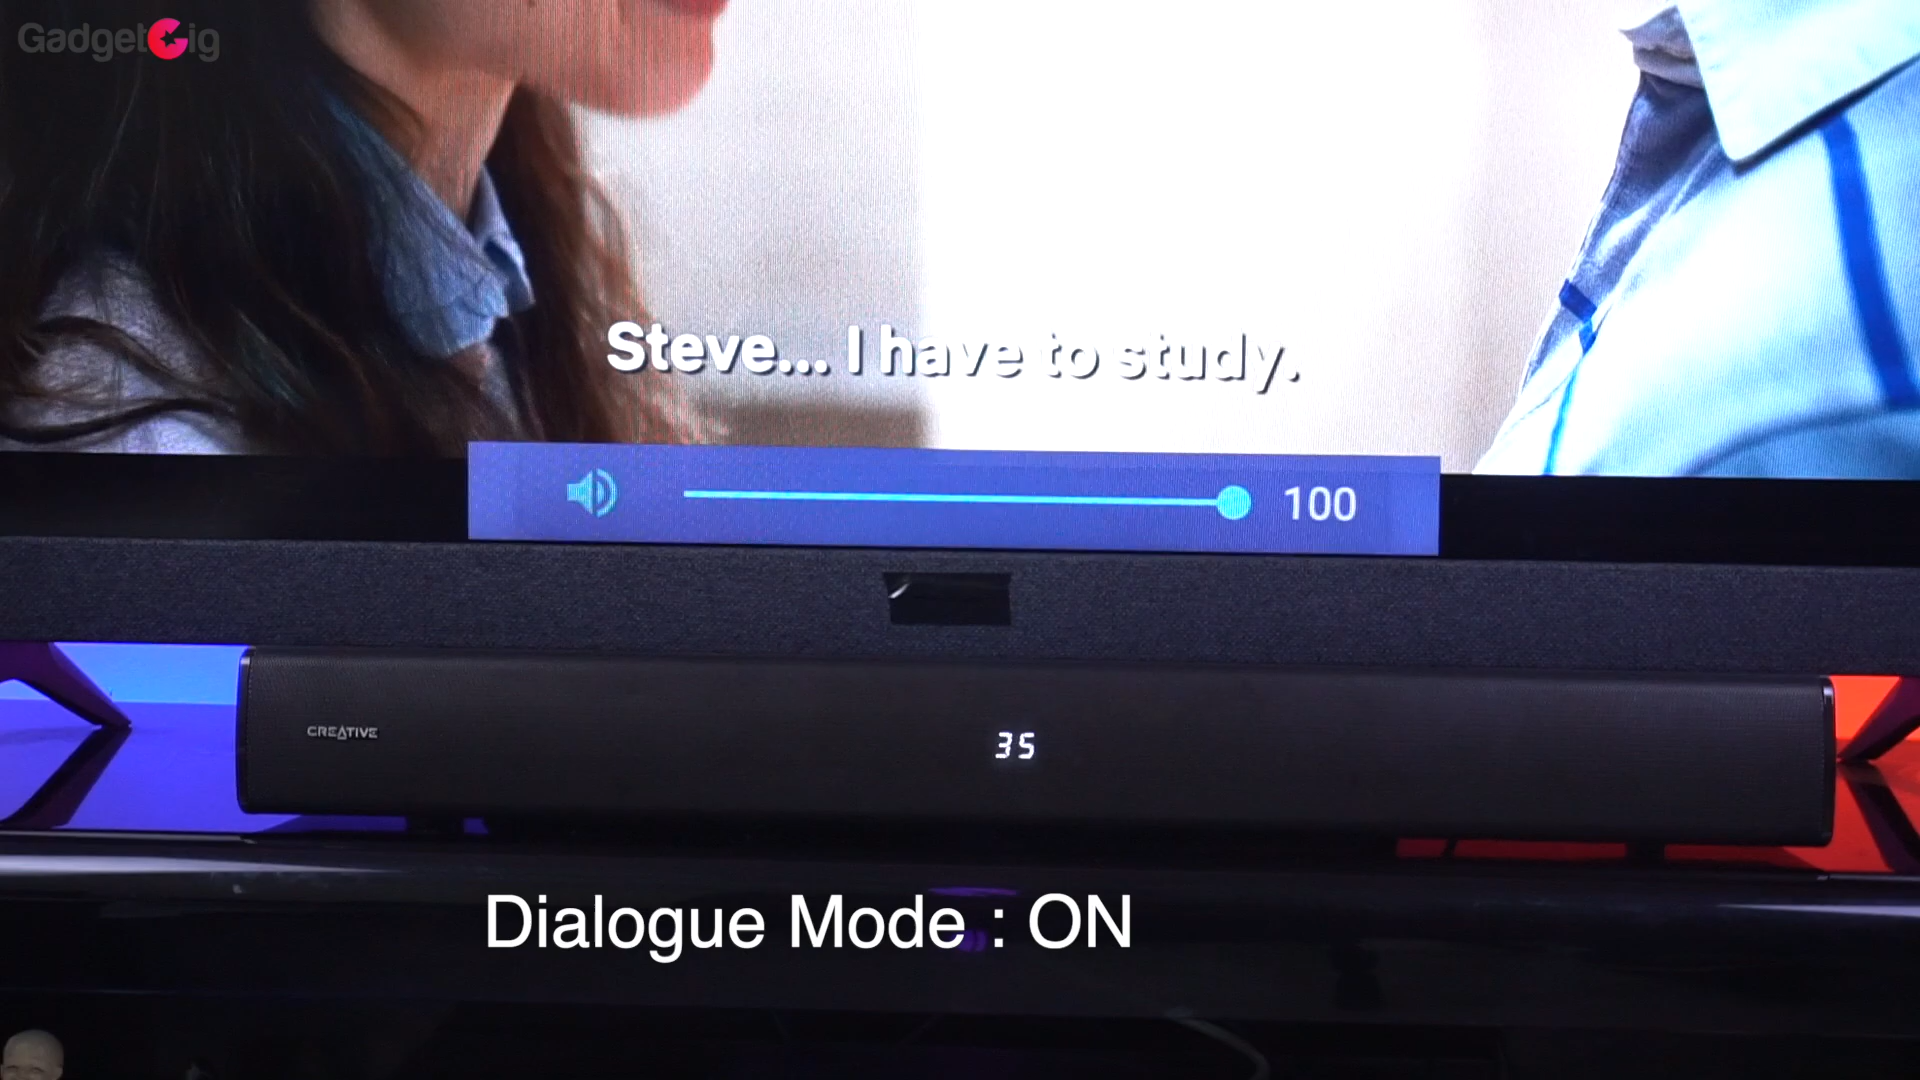 GadgetGig
Steve... I have to study.
100
CREATIVE
35
Dialogue Mode : ON